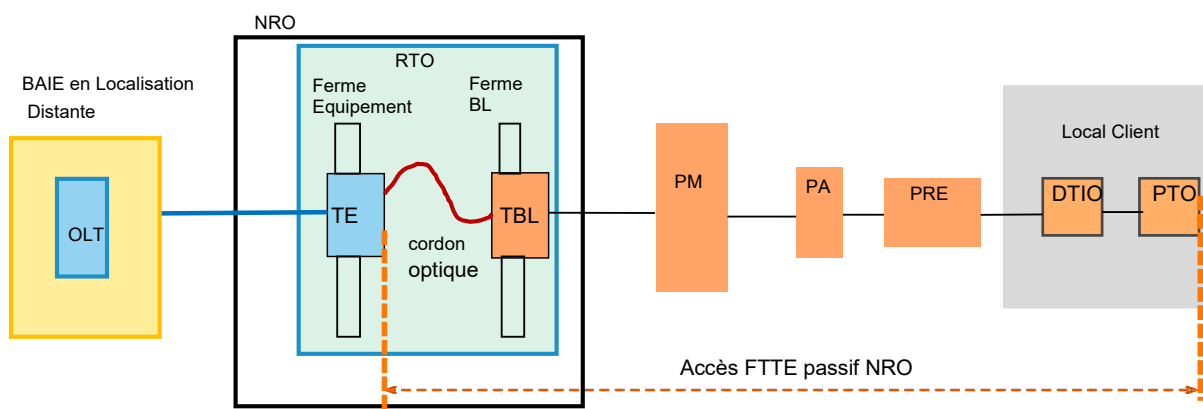 NRO
RTO
BAIE en Localisation
Distante
Ferme
Equipement
Ferme
BL
Local Client
OLT
TE
TBL
PM
PA
PRE
DTIO
PTO
cordon
optique
Accès FTTE passif NRO